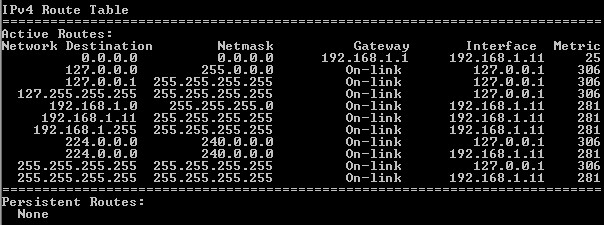 IPv4 Route Table
===========================================================================
Active Routes:
Network Destination        Netmask          Gateway       Interface  Metric
          0.0.0.0          0.0.0.0      192.168.1.1     192.168.1.11     25
        127.0.0.0        255.0.0.0         On-link         127.0.0.1    306
        127.0.0.1  255.255.255.255         On-link         127.0.0.1    306
  127.255.255.255  255.255.255.255         On-link         127.0.0.1    306
      192.168.1.0    255.255.255.0         On-link      192.168.1.11    281
     192.168.1.11  255.255.255.255         On-link      192.168.1.11    281
    192.168.1.255  255.255.255.255         On-link      192.168.1.11    281
        224.0.0.0        240.0.0.0         On-link         127.0.0.1    306
        224.0.0.0        240.0.0.0         On-link      192.168.1.11    281
  255.255.255.255  255.255.255.255         On-link         127.0.0.1    306
  255.255.255.255  255.255.255.255         On-link      192.168.1.11    281
===========================================================================
Persistent Routes:
  None